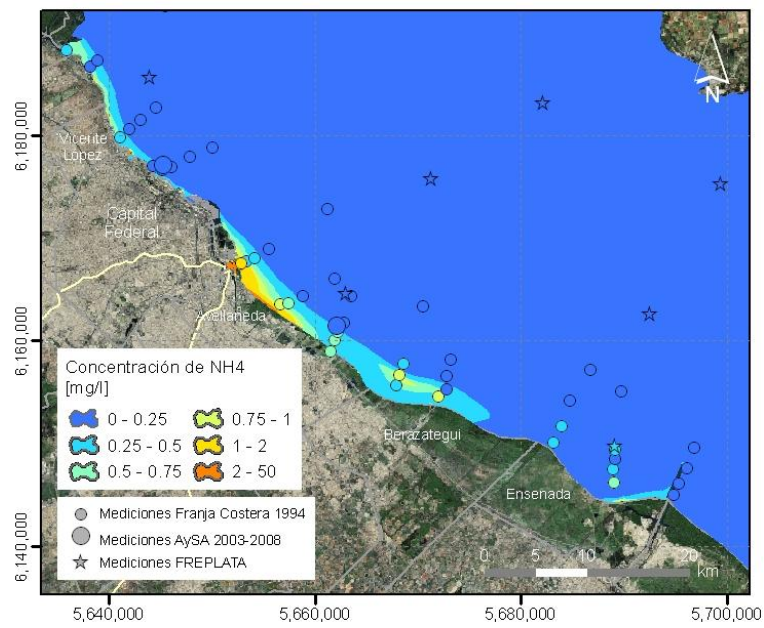 N
6,180,000
Vicente
López
Capital
Federal
Avellaneda
6,160,000
Concentración de NH4
[mg/l]
0 - 0.25
0.75 - 1
0.25 - 0.5
1 - 2
0.5 - 0.75
2 - 50
Berazategui
Ensenada
Mediciones Franja Costera 1994
Mediciones AySA 2003-2008
Mediciones FREPLATA
6,140,000
0 5 10 20
km
5,640,000
5,660,000
5,680,000
5,700,000